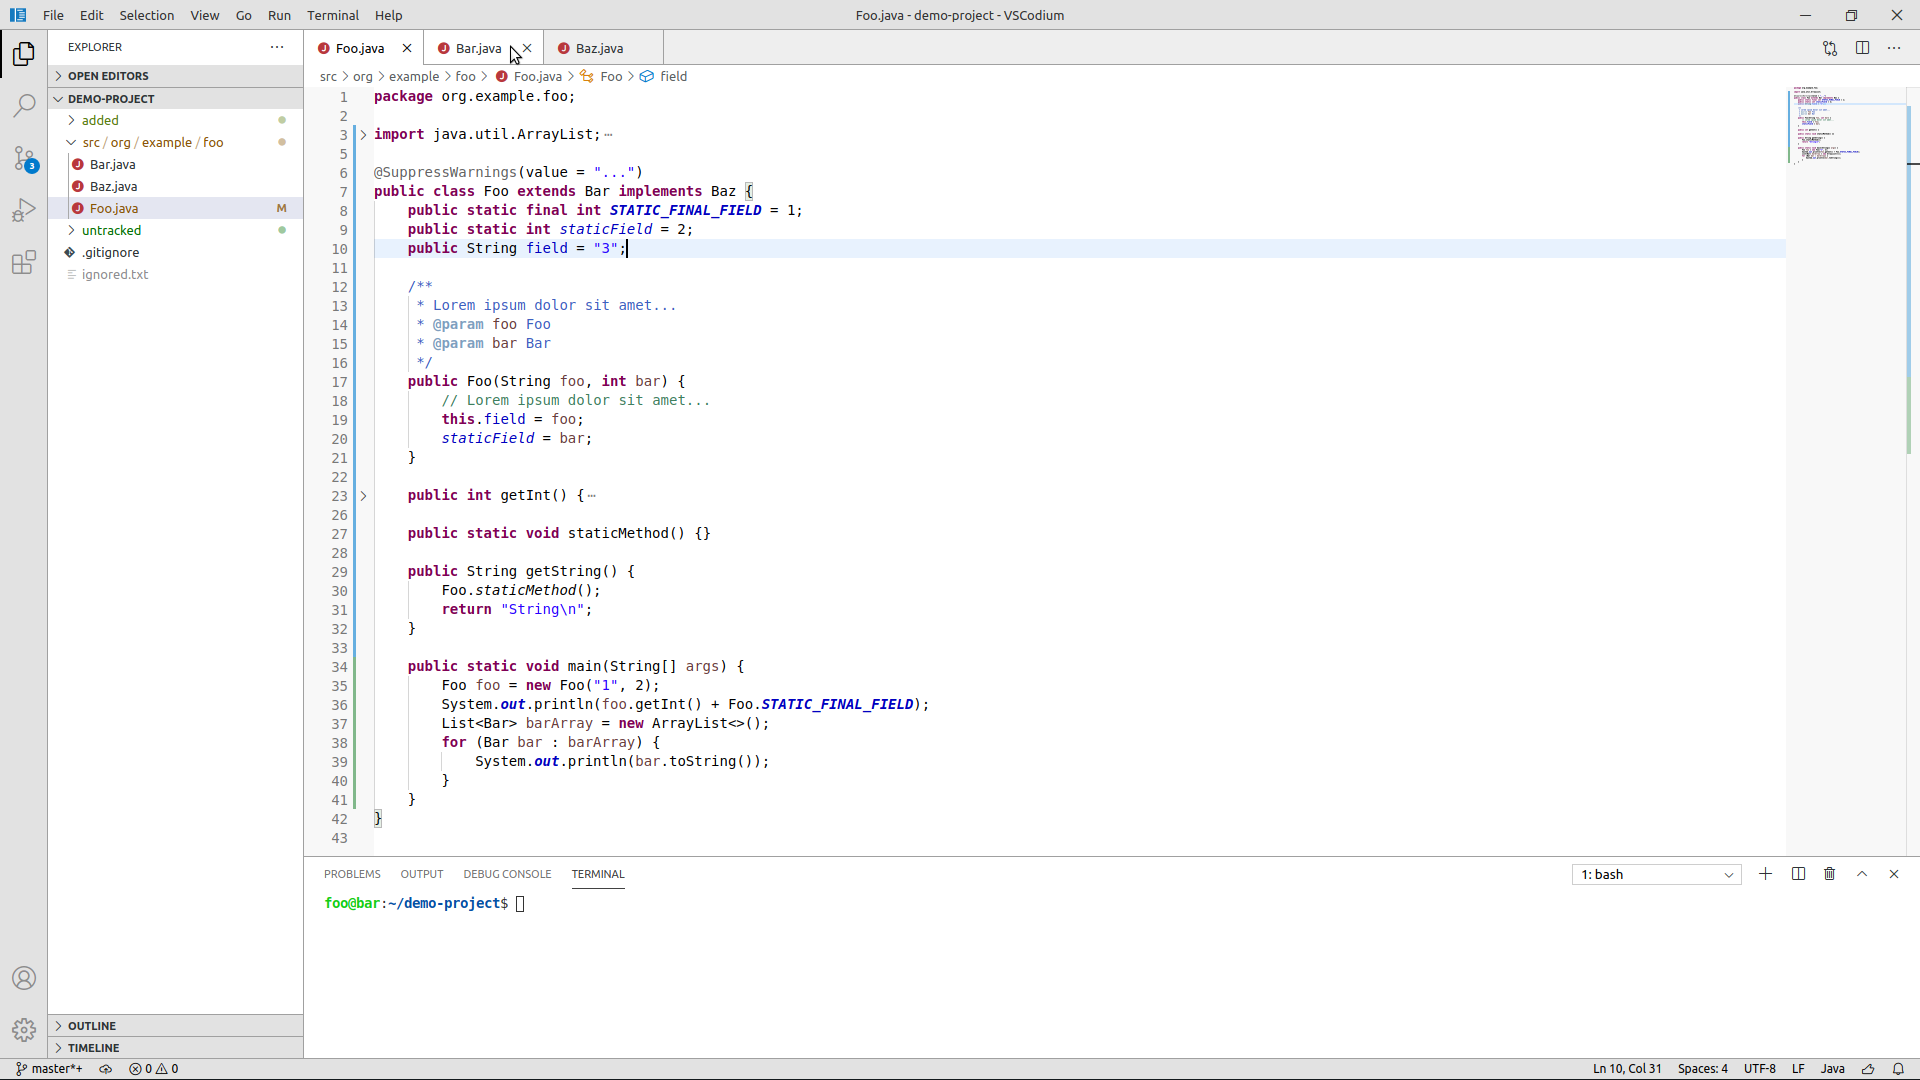 File Edit Selection View Go Run Terminal Help
Foo.java - demo-project - VSCodium
EXPLORER
OPEN EDITORS
DEMO-PROJECT
added
src / org / example / foo
Bar.java
Baz.java
Foo.java M
untracked
.gitignore
ignored.txt
3
OUTLINE
TIMELINE
Foo.java Bar.java Baz.java
src > org > example > foo > Foo.java > Foo > field
1 package org.example.foo;
2
3 import java.util.ArrayList;⋯
5
6 @SuppressWarnings(value = "...")
7 public class Foo extends Bar implements Baz {
8 public static final int STATIC_FINAL_FIELD = 1;
9 public static int staticField = 2;
10 public String field = "3";
11
12 /**
13 * Lorem ipsum dolor sit amet...
14 * @param foo Foo
15 * @param bar Bar
16 */
17 public Foo(String foo, int bar) {
18 // Lorem ipsum dolor sit amet...
19 this.field = foo;
20 staticField = bar;
21 }
22
23 public int getInt() {⋯
26
27 public static void staticMethod() {}
28
29 public String getString() {
30 Foo.staticMethod();
31 return "String\n";
32 }
33
34 public static void main(String[] args) {
35 Foo foo = new Foo("1", 2);
36 System.out.println(foo.getInt() + Foo.STATIC_FINAL_FIELD);
37 List<Bar> barArray = new ArrayList<>();
38 for (Bar bar : barArray) {
39 System.out.println(bar.toString());
40 }
41 }
42 }
43
PROBLEMS OUTPUT DEBUG CONSOLE TERMINAL
1: bash
foo@bar:~/demo-project$
master*+ 0 0
Ln 10, Col 31 Spaces: 4 UTF-8 LF Java